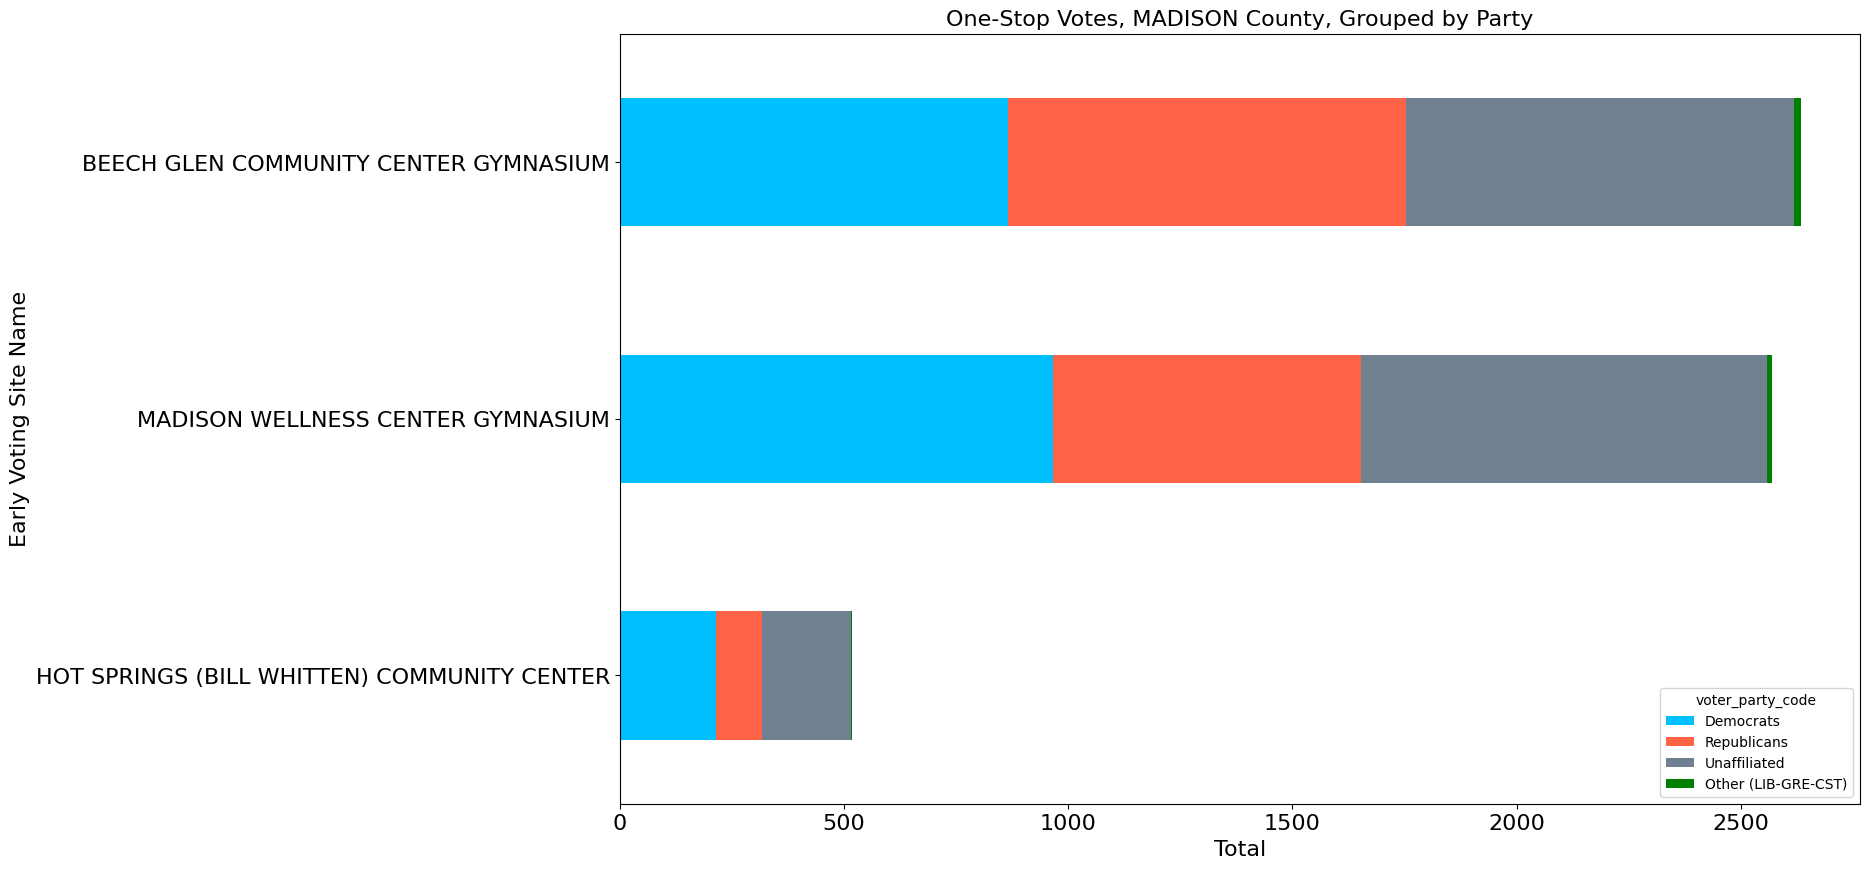 One-Stop Votes, MADISON County, Grouped by Party
Early Voting Site Name
BEECH GLEN COMMUNITY CENTER GYMNASIUM
MADISON WELLNESS CENTER GYMNASIUM
HOT SPRINGS (BILL WHITTEN) COMMUNITY CENTER
voter_party_code
Democrats
Republicans
Unaffiliated
Other (LIB-GRE-CST)
0 500 1000 1500 2000 2500
Total